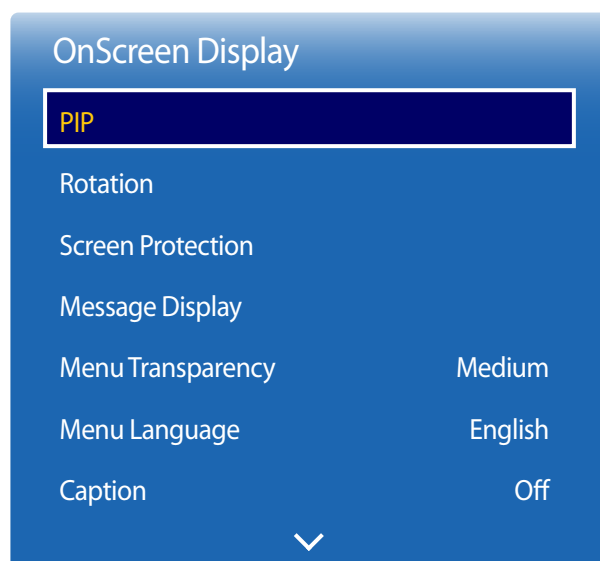 OnScreen Display
PIP
Rotation
Screen Protection
Message Display
Menu Transparency Medium
Menu Language English
Caption Off